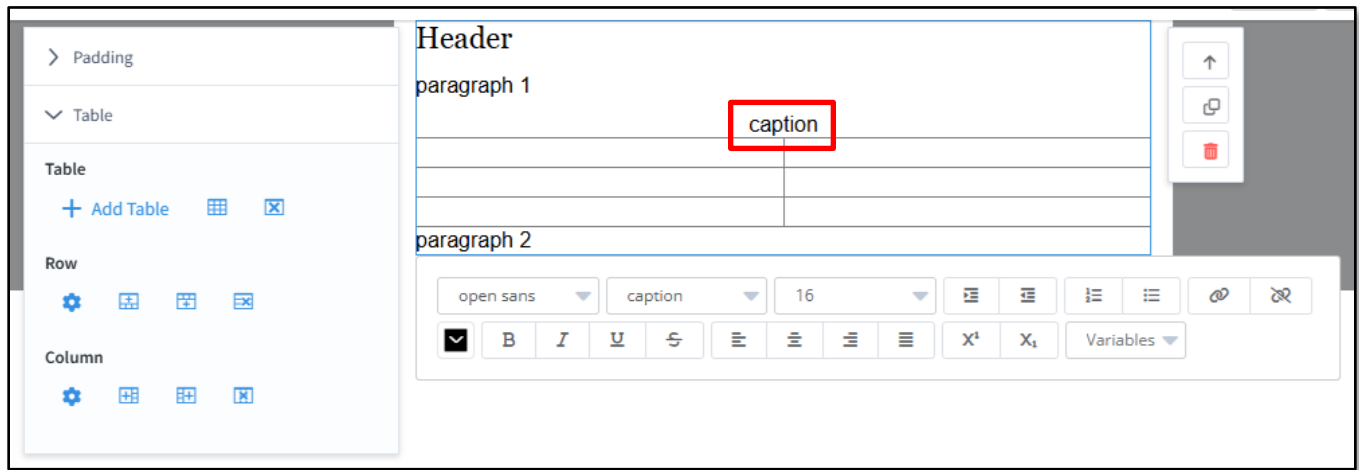 Padding
Table
Table
Add Table
Row
Column
Header
paragraph 1
caption
paragraph 2
open sans caption 16
B I U S X¹ X₁ Variables